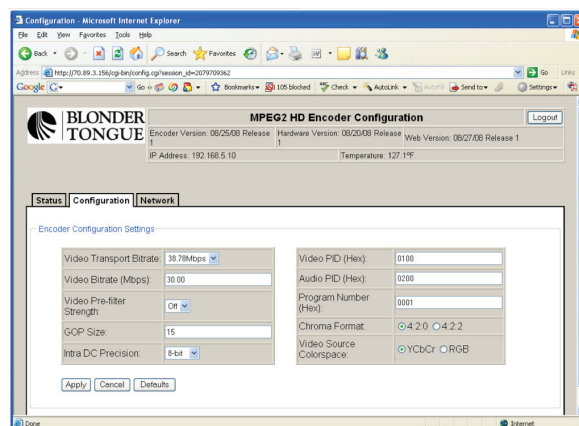 Configuration - Microsoft Internet Explorer
File Edit View Favorites Tools Help
Back Search Favorites
Address http://70.89.3.156/cgi-bin/config.cgi?session_id=2079709362 Go Links
Google G Go Bookmarks 105 blocked Check AutoLink AutoFill Send to Settings
BLONDER
TONGUE
MPEG2 HD Encoder Configuration
Logout
Encoder Version: 08/25/08 Release 1
Hardware Version: 08/20/08 Release 1
Web Version: 08/27/08 Release 1
IP Address: 192.168.5.10
Temperature: 127.1ºF
Status Configuration Network
Encoder Configuration Settings
Video Transport Bitrate: 38.78Mbps
Video Bitrate (Mbps): 30.00
Video Pre-filter Strength: Off
GOP Size: 15
Intra DC Precision: 8-bit
Video PID (Hex): 0100
Audio PID (Hex): 0200
Program Number (Hex): 0001
Chroma Format: 4:2:0 4:2:2
Video Source Colorspace: YCbCr RGB
Apply Cancel Defaults
Done Internet